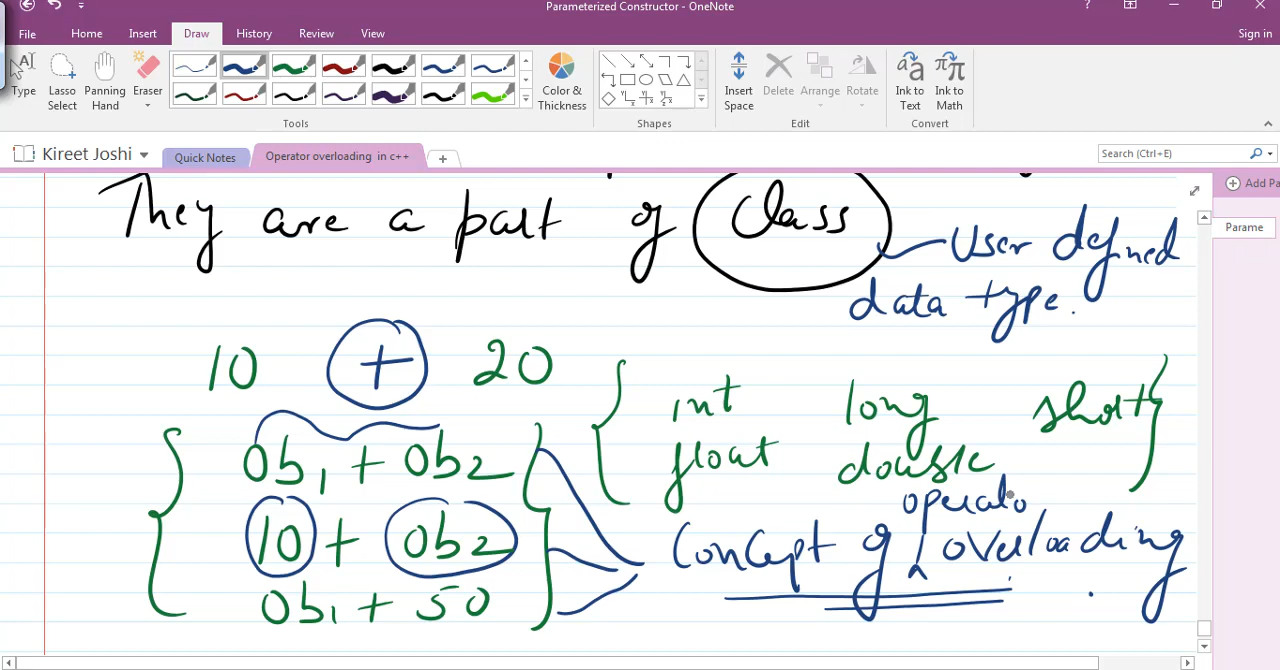 Parameterized Constructor - OneNote
File Home Insert Draw History Review View
Sign in
Type
Lasso Select
Panning Hand
Eraser
Color & Thickness
Insert Space
Delete
Arrange
Rotate
Ink to Text
Ink to Math
Tools
Shapes
Edit
Convert
Kireet Joshi
Quick Notes
Operator overloading in c++
Search (Ctrl+E)
Add Pa
Parame
They are a part of class
User defined
data type.
10 + 20
int long short
float double
Ob1 + Ob2
10 + Ob2
Ob1 + 50
operato
Concept of overloading